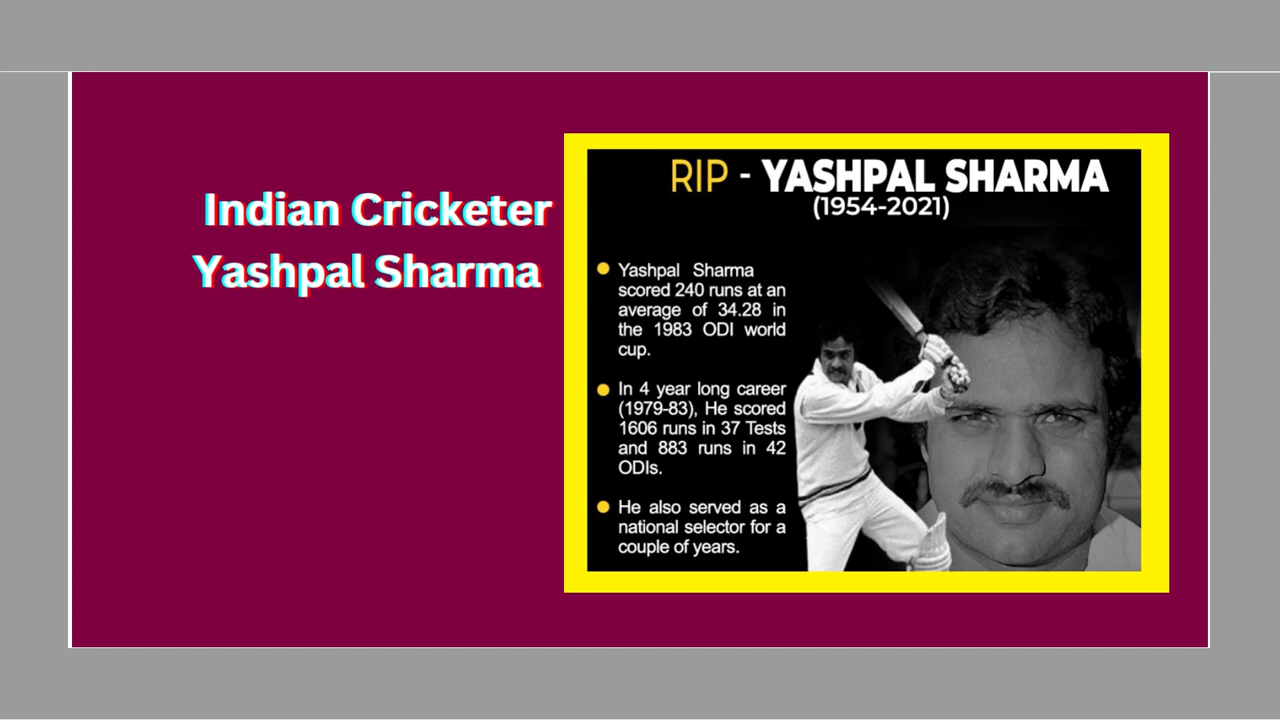 Indian Cricketer
Yashpal Sharma
RIP - YASHPAL SHARMA
(1954-2021)
Yashpal Sharma
scored 240 runs at an
average of 34.28 in
the 1983 ODI world
cup.
In 4 year long career
(1979-83), He scored
1606 runs in 37 Tests
and 883 runs in 42
ODIs.
He also served as a
national selector for a
couple of years.